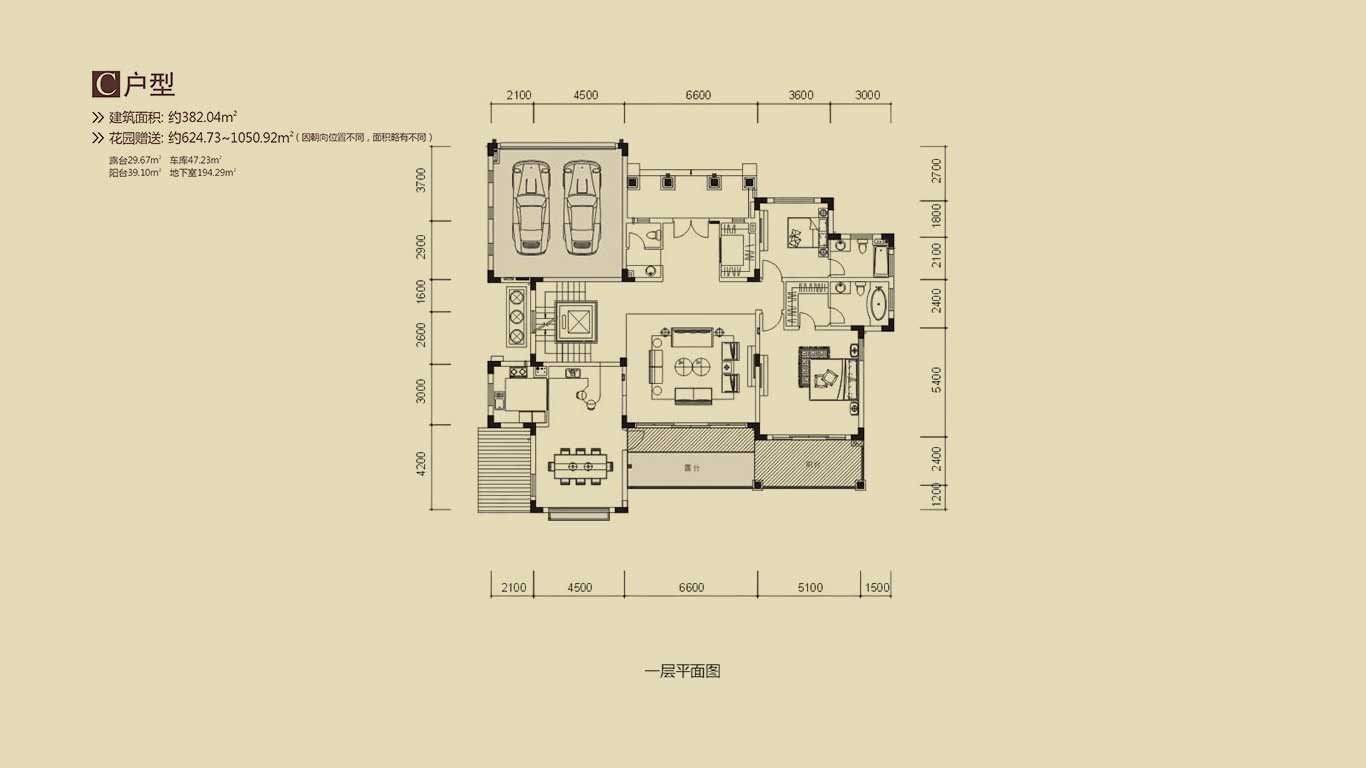 C户型
建筑面积: 约382.04㎡
花园赠送: 约624.73~1050.92㎡（因朝向位置不同，面积略有不同）
露台29.67㎡ 车库47.23㎡
阳台39.10㎡ 地下室194.29㎡
2100 4500 6600 3600 3000
3700
2900
1600
2600
3000
4200
2700
1800
2100
2400
5400
2400
1200
露台
阳台
2100 4500 6600 5100 1500
一层平面图